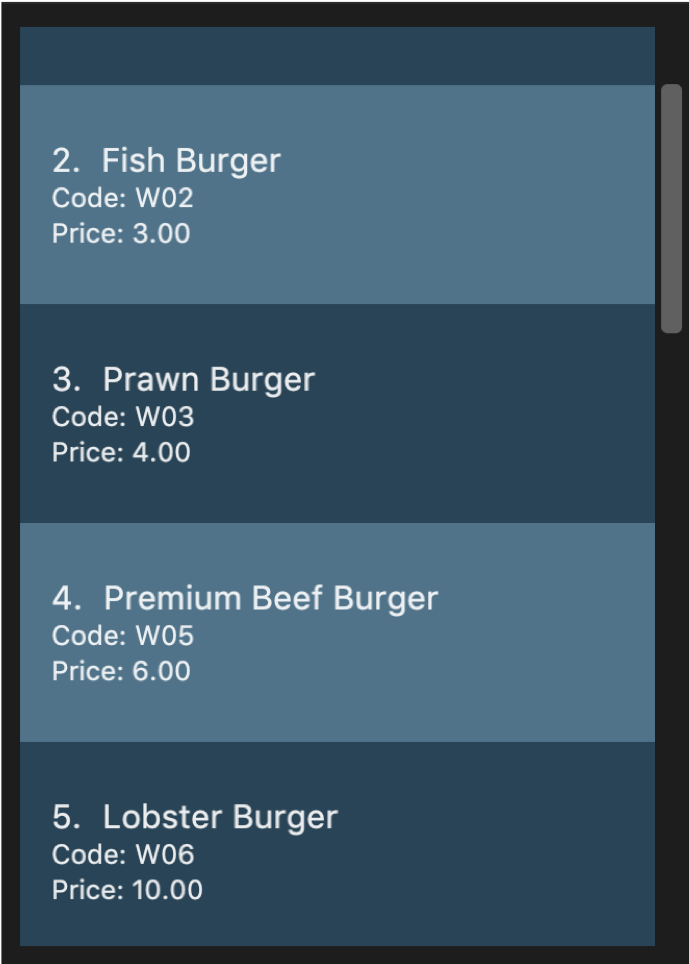 2. Fish Burger
Code: W02
Price: 3.00
3. Prawn Burger
Code: W03
Price: 4.00
4. Premium Beef Burger
Code: W05
Price: 6.00
5. Lobster Burger
Code: W06
Price: 10.00